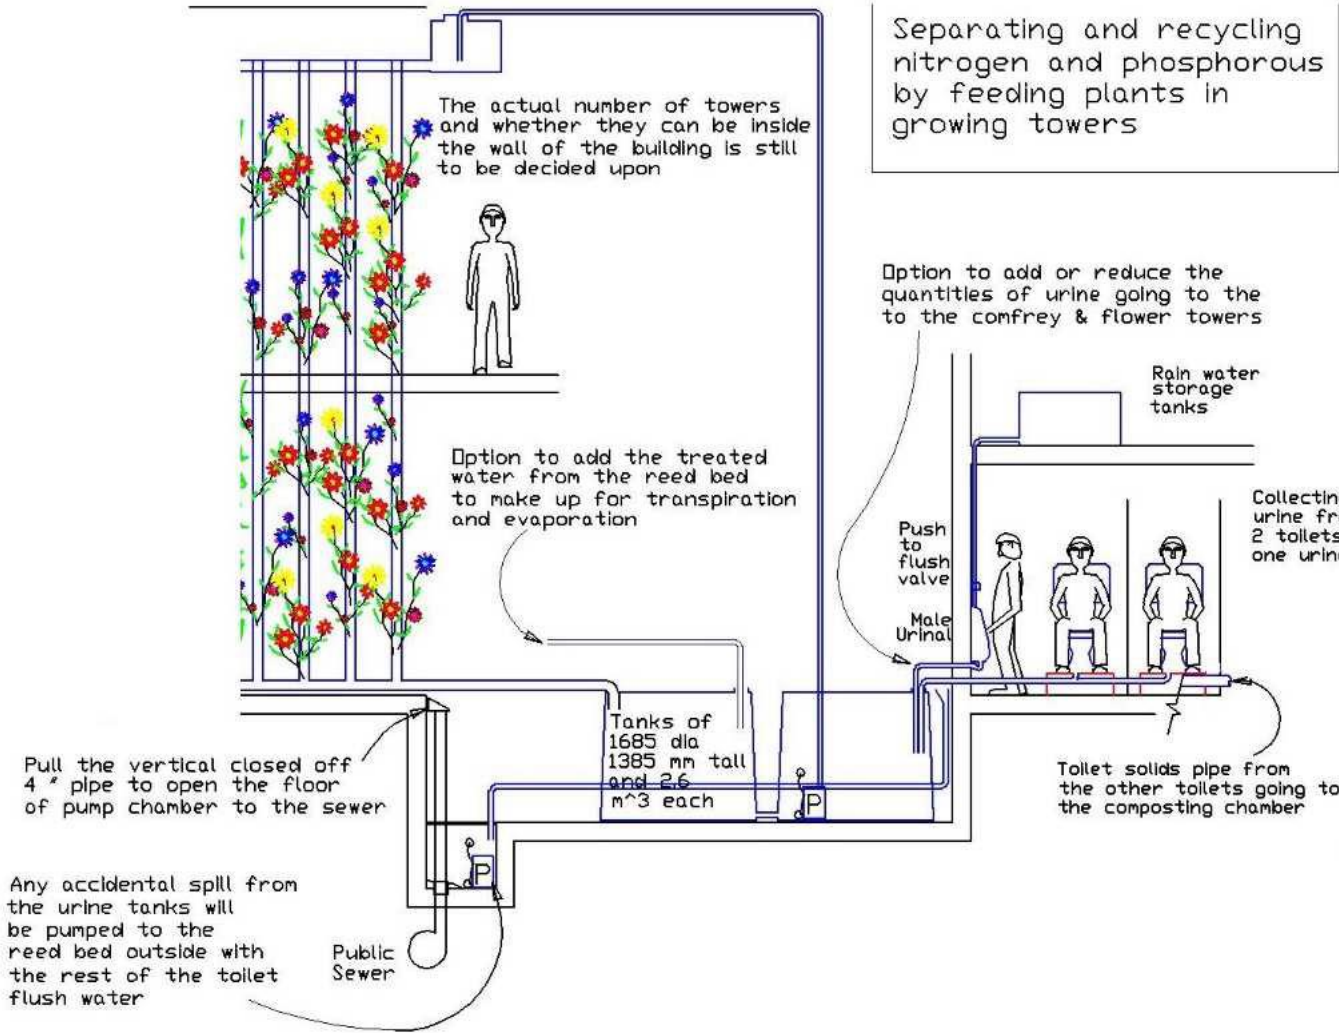 Separating and recycling
nitrogen and phosphorous
by feeding plants in
growing towers
The actual number of towers
and whether they can be inside
the wall of the building is still
to be decided upon
Option to add or reduce the
quantities of urine going to the
to the comfrey & flower towers
Rain water
storage
tanks
Option to add the treated
water from the reed bed
to make up for transpiration
and evaporation
Collectin
urine fr
2 toilets
one urin
Push
to
flush
valve
Male
Urinal
Tanks of
1685 dia
1385 mm tall
and 2.6
m^3 each
P
Pull the vertical closed off
4 " pipe to open the floor
of pump chamber to the sewer
Toilet solids pipe from
the other toilets going to
the composting chamber
P
Any accidental spill from
the urine tanks will
be pumped to the
reed bed outside with
the rest of the toilet
flush water
Public
Sewer